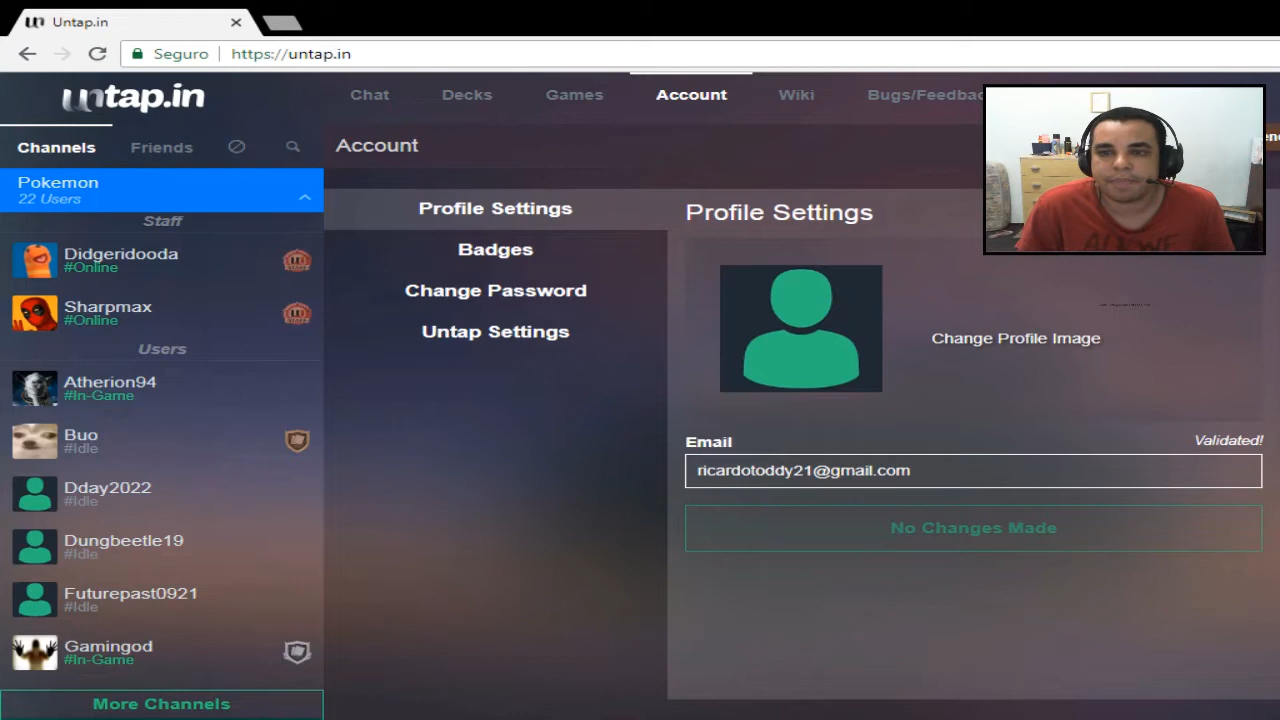 Untap.in
Seguro
https://untap.in
untap.in
Chat
Decks
Games
Account
Wiki
Channels
Friends
Account
Pokemon
22 Users
Staff
Didgeridooda
#Online
Sharpmax
#Online
Users
Atherion94
#In-Game
Buo
#Idle
Dday2022
#Idle
Dungbeetle19
#Idle
Futurepast0921
#Idle
Gamingod
#In-Game
More Channels
Profile Settings
Badges
Change Password
Untap Settings
Profile Settings
Change Profile Image
Email
Validated!
ricardotoddy21@gmail.com
No Changes Made